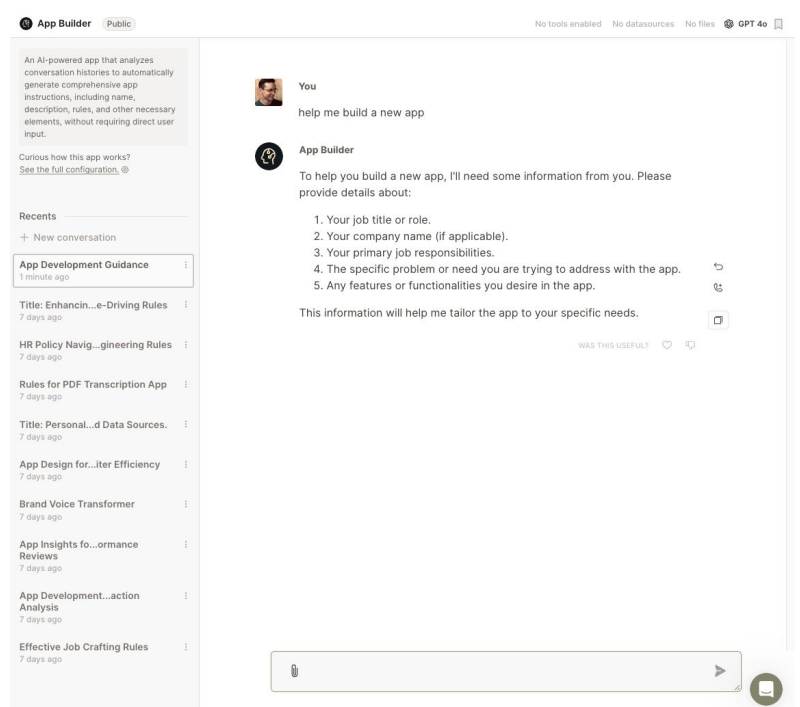 App Builder Public
No tools enabled No datasources No files GPT 4o
An AI-powered app that analyzes
conversation histories to automatically
generate comprehensive app
instructions, including name,
description, rules, and other necessary
elements, without requiring direct user
input.
Curious how this app works?
See the full configuration.
Recents
+ New conversation
App Development Guidance
1 minute ago
Title: Enhancin...e-Driving Rules
7 days ago
HR Policy Navig...gineering Rules
7 days ago
Rules for PDF Transcription App
7 days ago
Title: Personal...d Data Sources.
7 days ago
App Design for...iter Efficiency
7 days ago
Brand Voice Transformer
7 days ago
App Insights fo...ormance
Reviews
7 days ago
App Development...action
Analysis
7 days ago
Effective Job Crafting Rules
7 days ago
You
help me build a new app
App Builder
To help you build a new app, I'll need some information from you. Please
provide details about:
1. Your job title or role.
2. Your company name (if applicable).
3. Your primary job responsibilities.
4. The specific problem or need you are trying to address with the app.
5. Any features or functionalities you desire in the app.
This information will help me tailor the app to your specific needs.
WAS THIS USEFUL?